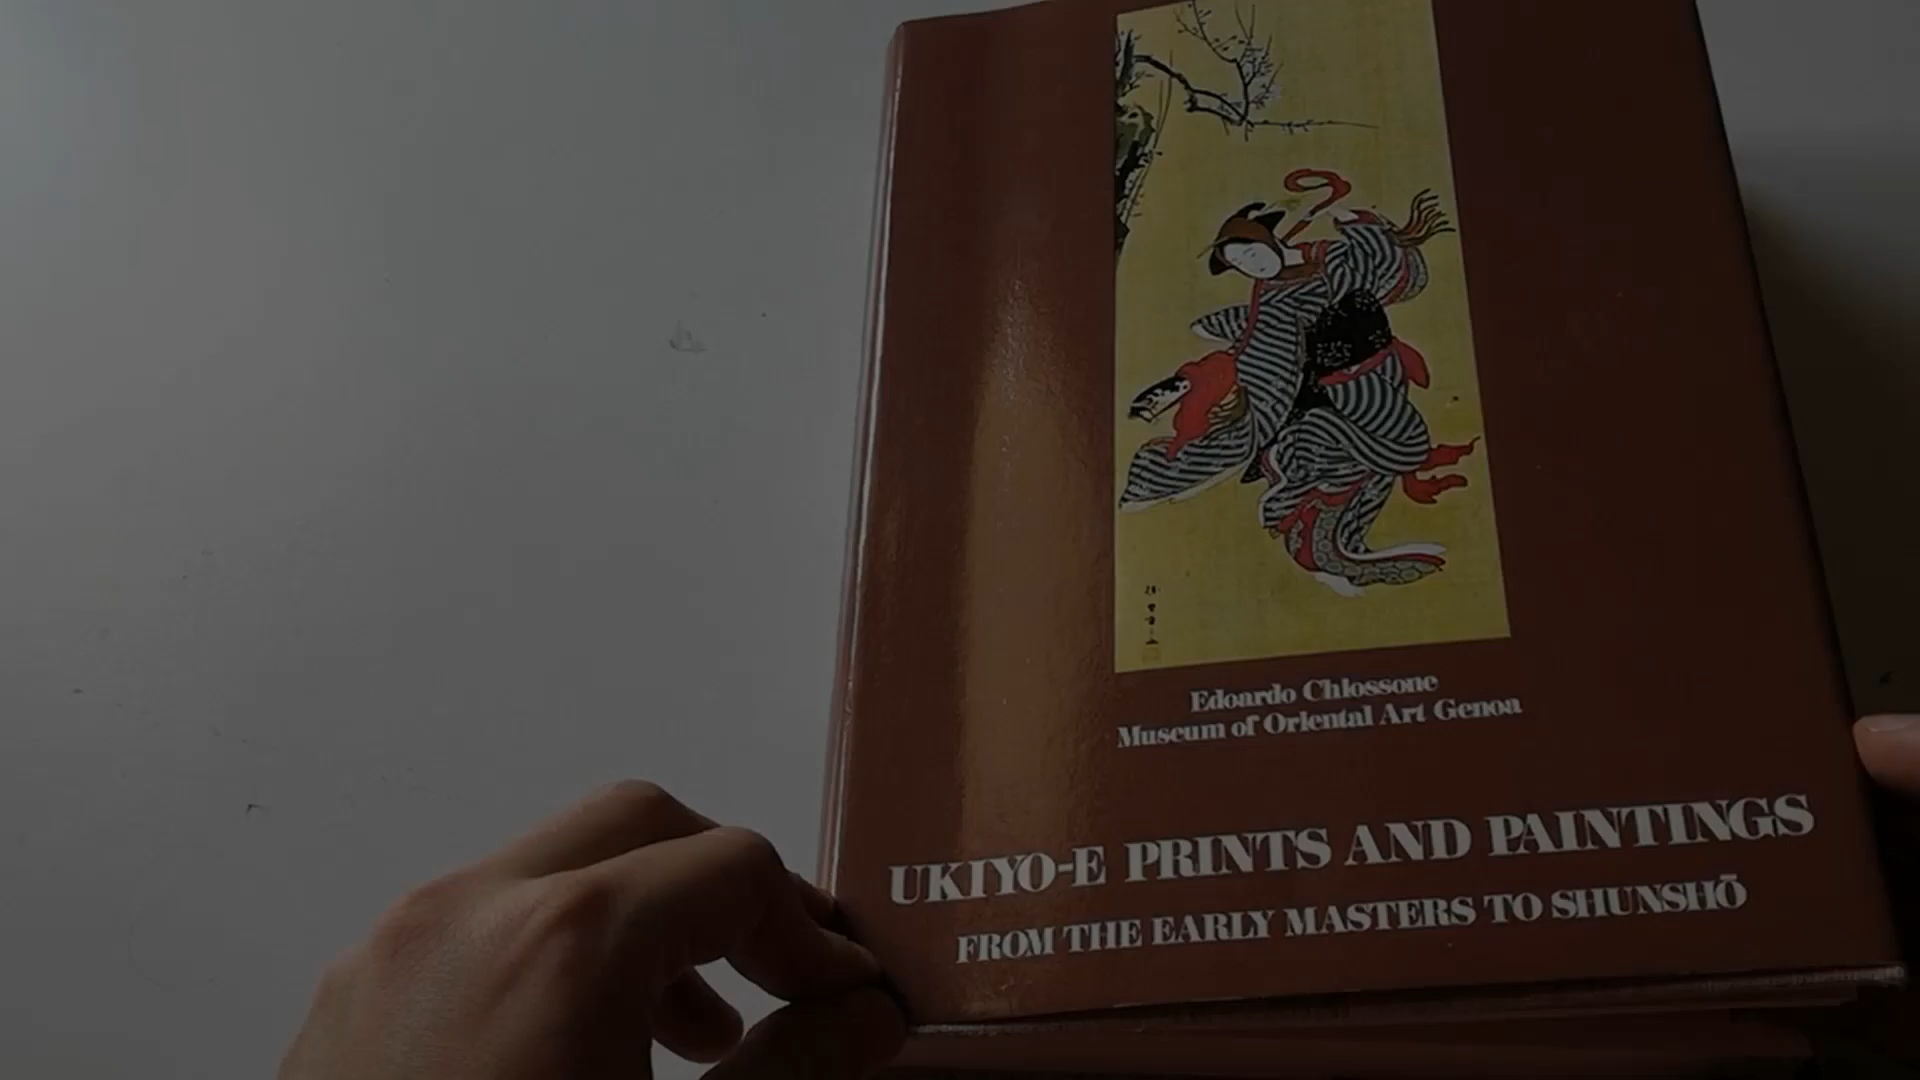 Edoardo Chiossone
Museum of Oriental Art Genoa
UKIYO-E PRINTS AND PAINTINGS
FROM THE EARLY MASTERS TO SHUNSHŌ